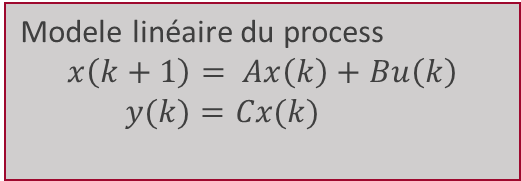 Modele linéaire du process
x(k + 1) = Ax(k) + Bu(k)
y(k) = Cx(k)